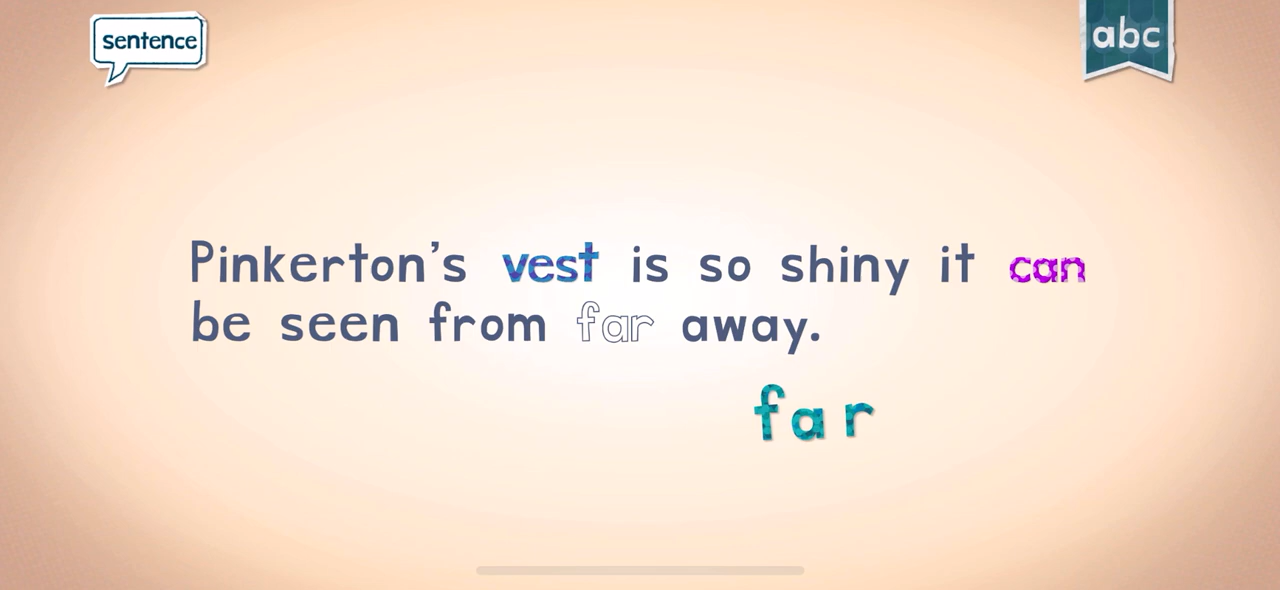 sentence
abc
Pinkerton’s vest is so shiny it can
be seen from far away.
far